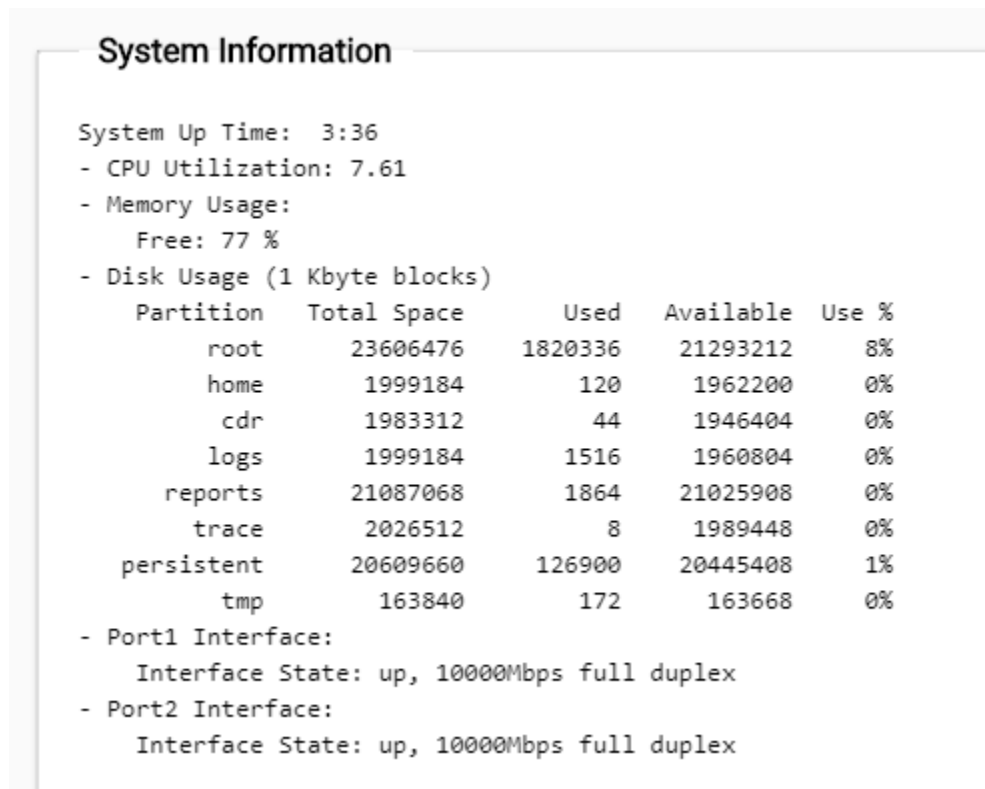 System Information
System Up Time:  3:36
- CPU Utilization: 7.61
- Memory Usage:
    Free: 77 %
- Disk Usage (1 Kbyte blocks)
    Partition   Total Space       Used   Available  Use %
         root      23606476    1820336    21293212     8%
         home       1999184        120     1962200     0%
          cdr       1983312         44     1946404     0%
         logs       1999184       1516     1960804     0%
      reports      21087068       1864    21025908     0%
        trace       2026512          8     1989448     0%
   persistent      20609660     126900    20445408     1%
          tmp        163840        172      163668     0%
- Port1 Interface:
    Interface State: up, 10000Mbps full duplex
- Port2 Interface:
    Interface State: up, 10000Mbps full duplex